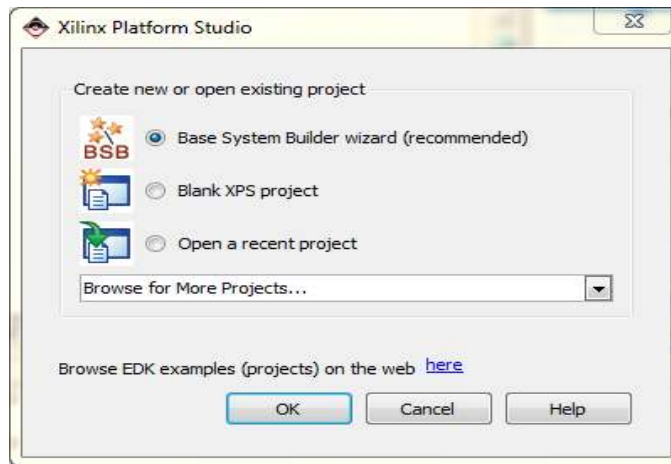 Xilinx Platform Studio
Create new or open existing project
BSB
Base System Builder wizard (recommended)
Blank XPS project
Open a recent project
Browse for More Projects...
Browse EDK examples (projects) on the web here
OK
Cancel
Help